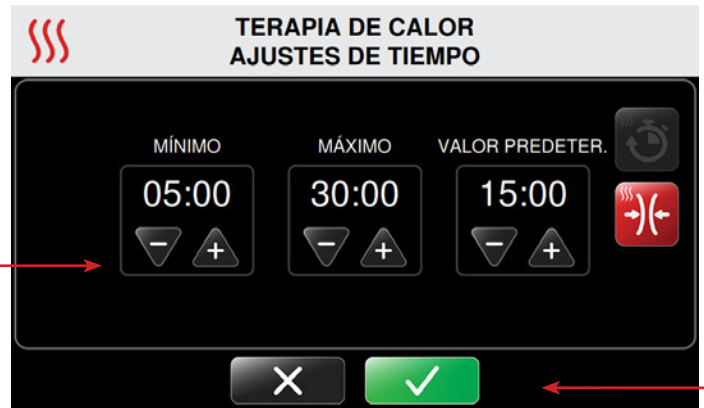 TERAPIA DE CALOR
AJUSTES DE TIEMPO
MÍNIMO MÁXIMO VALOR PREDETER.
05:00 30:00 15:00